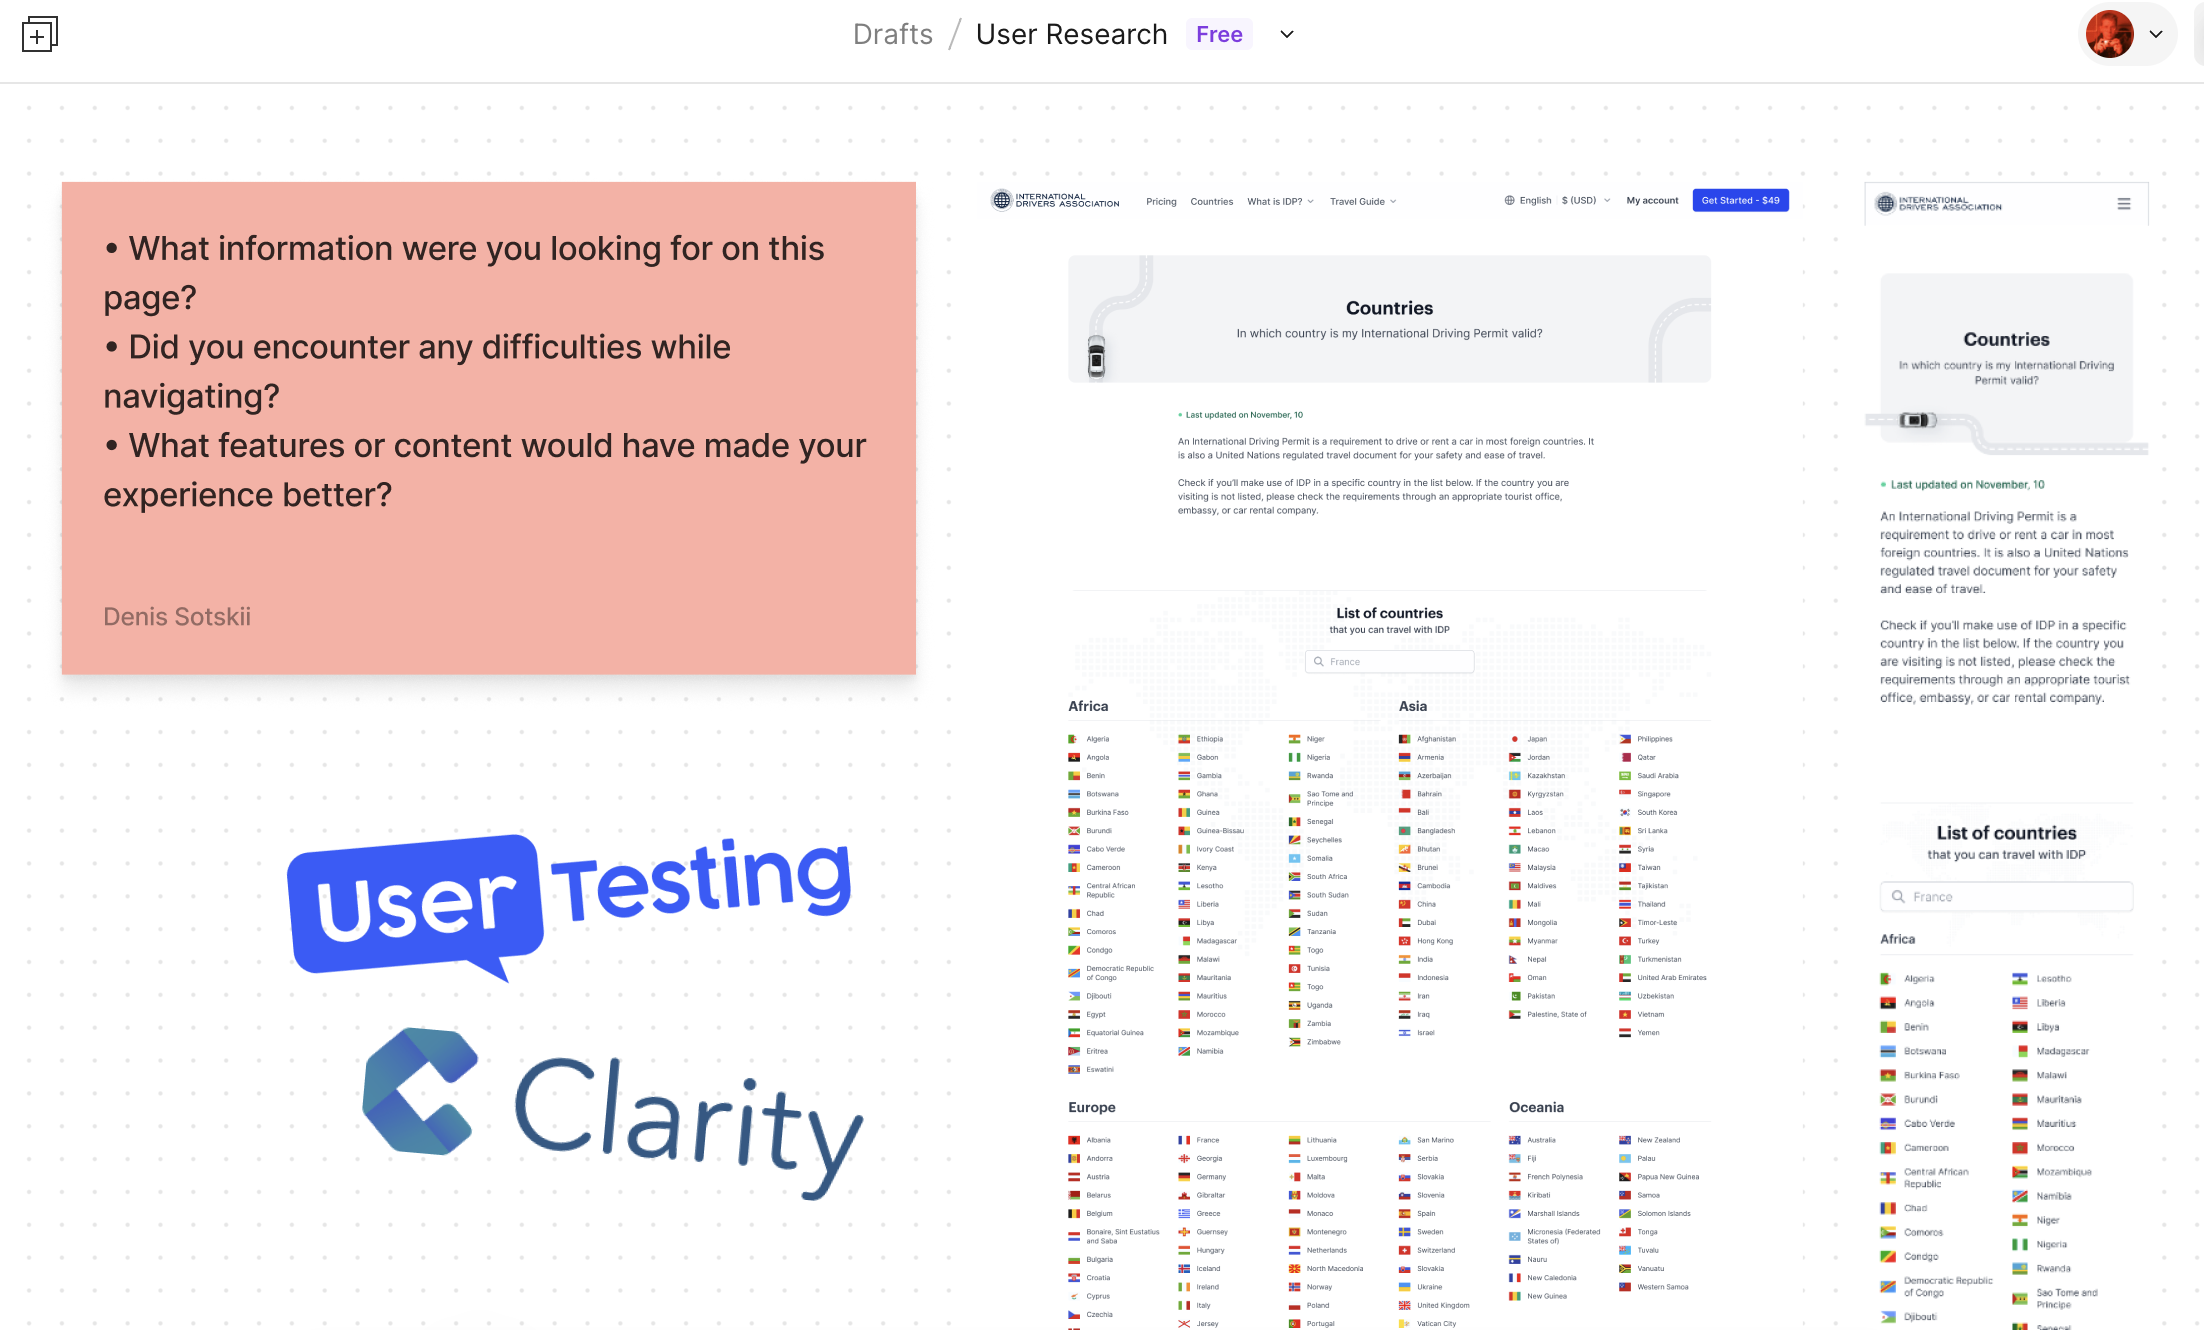 Drafts / User Research Free
• What information were you looking for on this
page?
• Did you encounter any difficulties while
navigating?
• What features or content would have made your
experience better?
Denis Sotskii
User Testing
Clarity
INTERNATIONAL
DRIVERS ASSOCIATION
Pricing
Countries
What is IDP?
Travel Guide
English
$ (USD)
My account
Get Started - $49
Countries
In which country is my International Driving Permit valid?
Last updated on November, 10
An International Driving Permit is a requirement to drive or rent a car in most foreign countries. It
is also a United Nations regulated travel document for your safety and ease of travel.
Check if you'll make use of IDP in a specific country in the list below. If the country you are
visiting is not listed, please check the requirements through an appropriate tourist office,
embassy, or car rental company.
List of countries
that you can travel with IDP
France
Africa
Algeria
Angola
Benin
Botswana
Burkina Faso
Burundi
Cabo Verde
Cameroon
Central African
Republic
Chad
Comoros
Condgo
Democratic Republic
of Congo
Djibouti
Egypt
Equatorial Guinea
Eritrea
Eswatini
Ethiopia
Gabon
Gambia
Ghana
Guinea
Guinea-Bissau
Ivory Coast
Kenya
Lesotho
Liberia
Libya
Madagascar
Malawi
Mauritania
Mauritius
Morocco
Mozambique
Namibia
Niger
Nigeria
Rwanda
Sao Tome and
Principe
Senegal
Seychelles
Somalia
South Africa
South Sudan
Sudan
Tanzania
Togo
Tunisia
Togo
Uganda
Zambia
Zimbabwe
Asia
Afghanistan
Armenia
Azerbaijan
Bahrain
Bali
Bangladesh
Bhutan
Brunei
Cambodia
China
Dubai
Hong Kong
India
Indonesia
Iran
Iraq
Israel
Japan
Jordan
Kazakhstan
Kyrgyzstan
Laos
Lebanon
Macao
Malaysia
Maldives
Mali
Mongolia
Myanmar
Nepal
Oman
Pakistan
Palestine, State of
Philippines
Qatar
Saudi Arabia
Singapore
South Korea
Sri Lanka
Syria
Taiwan
Tajikistan
Thailand
Timor-Leste
Turkey
Turkmenistan
United Arab Emirates
Uzbekistan
Vietnam
Yemen
Europe
Albania
Andorra
Austria
Belarus
Belgium
Bonaire, Sint Eustatius
and Saba
Bulgaria
Croatia
Cyprus
Czechia
France
Georgia
Germany
Gibraltar
Greece
Guernsey
Hungary
Iceland
Ireland
Italy
Jersey
Lithuania
Luxembourg
Malta
Moldova
Monaco
Montenegro
Netherlands
North Macedonia
Norway
Poland
Portugal
San Marino
Serbia
Slovakia
Slovenia
Spain
Sweden
Switzerland
Slovakia
Ukraine
United Kingdom
Vatican City
Oceania
Australia
Fiji
French Polynesia
Kiribati
Marshall Islands
Micronesia (Federated
States of)
Nauru
New Caledonia
New Guinea
New Zealand
Palau
Papua New Guinea
Samoa
Solomon Islands
Tonga
Tuvalu
Vanuatu
Western Samoa
INTERNATIONAL
DRIVERS ASSOCIATION
Countries
In which country is my International Driving
Permit valid?
Last updated on November, 10
An International Driving Permit is a
requirement to drive or rent a car in most
foreign countries. It is also a United Nations
regulated travel document for your safety
and ease of travel.
Check if you'll make use of IDP in a specific
country in the list below. If the country you
are visiting is not listed, please check the
requirements through an appropriate tourist
office, embassy, or car rental company.
List of countries
that you can travel with IDP
France
Africa
Algeria
Angola
Benin
Botswana
Burkina Faso
Burundi
Cabo Verde
Cameroon
Central African
Republic
Chad
Comoros
Condgo
Democratic Republic
of Congo
Djibouti
Lesotho
Liberia
Libya
Madagascar
Malawi
Mauritania
Mauritius
Morocco
Mozambique
Namibia
Niger
Nigeria
Rwanda
Sao Tome and
Principe
Senegal